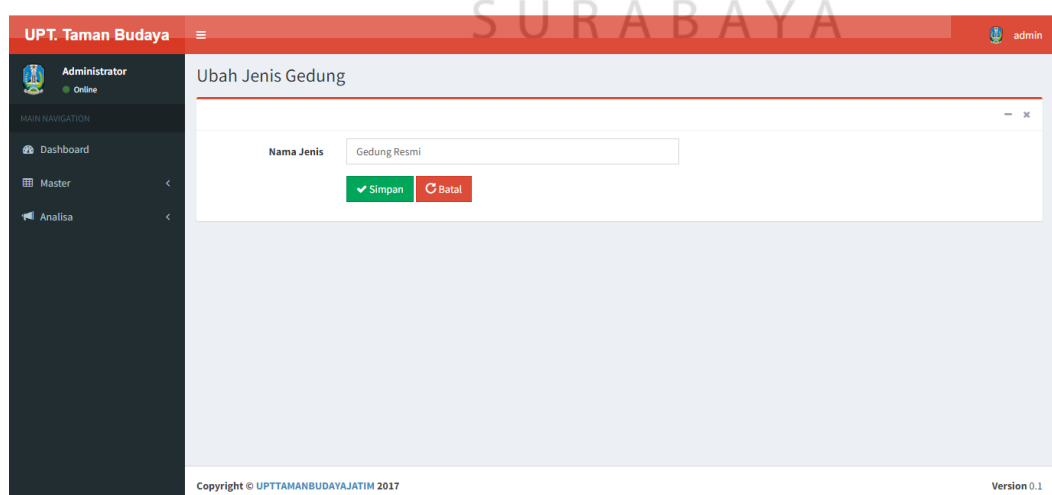 SURABAYA
UPT. Taman Budaya
admin
Administrator
Online
Ubah Jenis Gedung
MAIN NAVIGATION
Dashboard
Nama Jenis Gedung Resmi
Master
Simpan Batal
Analisa
Copyright © UPTTAMANBUDAYAJATIM 2017 Version 0.1